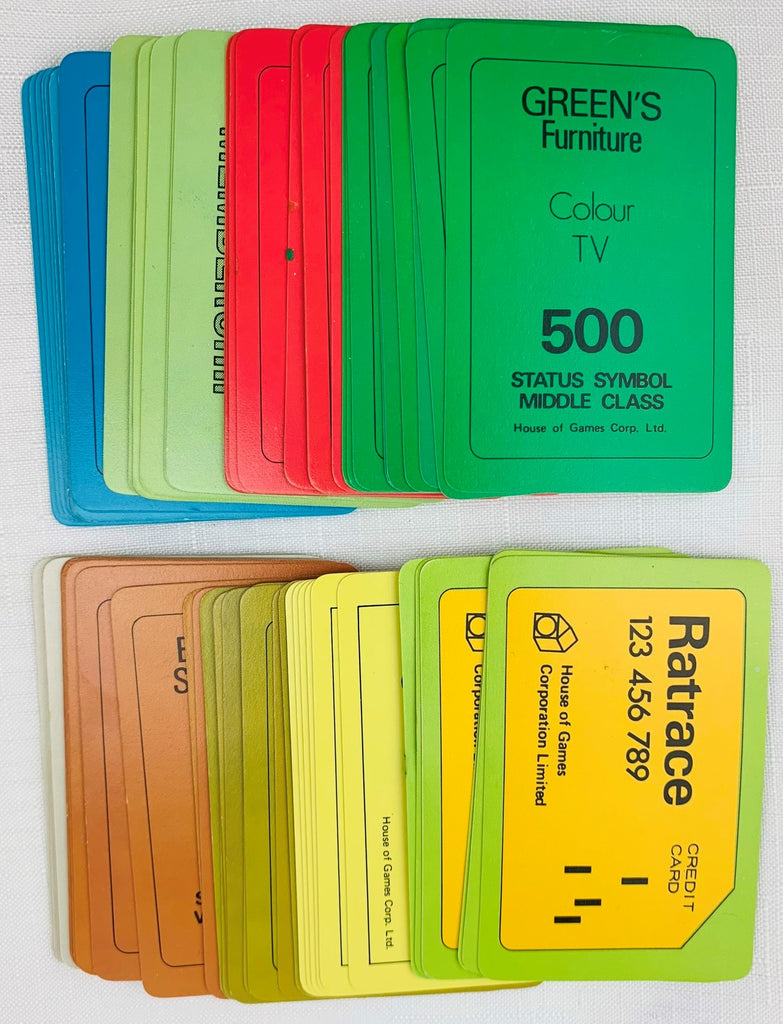 GREEN'S
Furniture
Colour
TV
500
STATUS SYMBOL
MIDDLE CLASS
House of Games Corp. Ltd.
House of Games Corp. Ltd.
Ratrace
123 456 789
CREDIT
CARD
House of Games
Corporation Limited